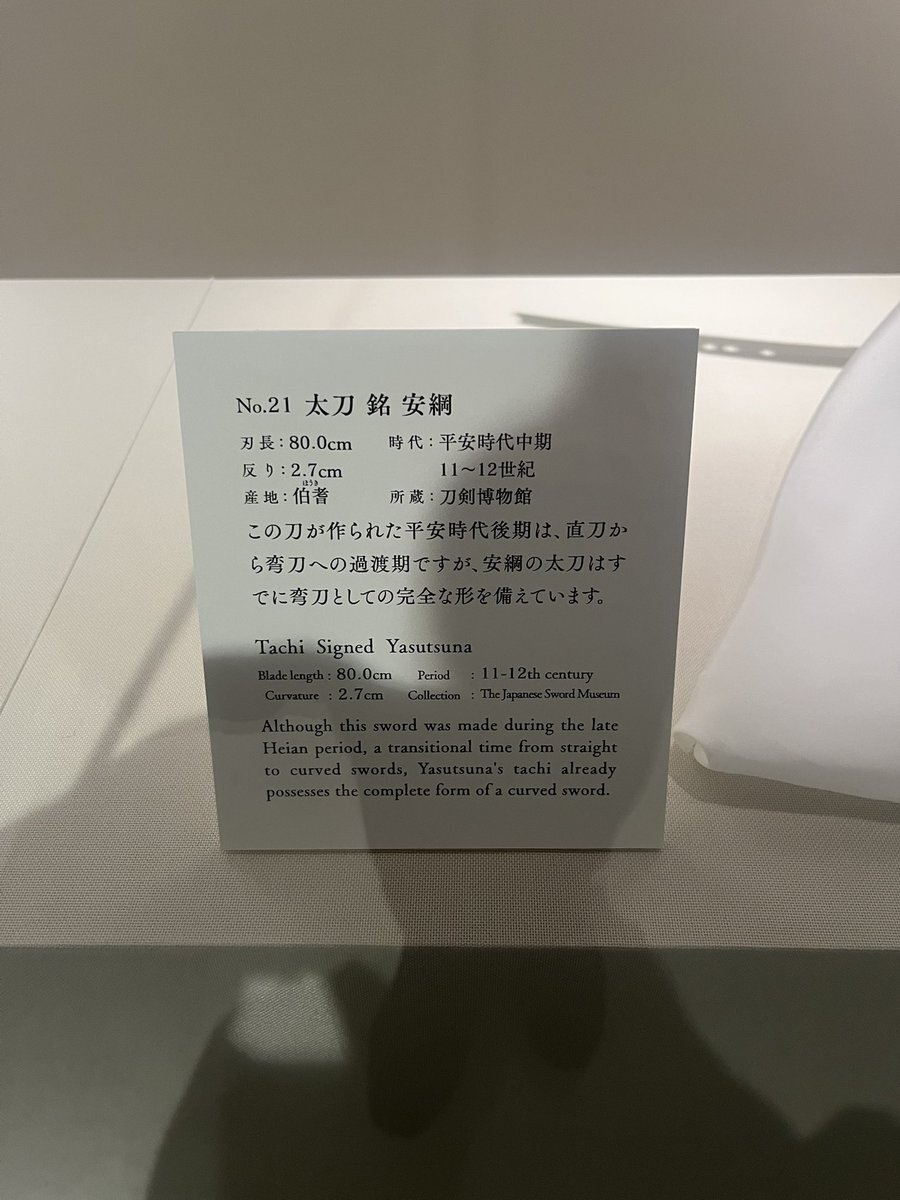 No.21 太刀 銘 安綱
刃長：80.0cm 時代：平安時代中期
反り：2.7cm 11〜12世紀
ほうき
産地：伯耆 所蔵：刀剣博物館
この刀が作られた平安時代後期は、直刀か
ら弯刀への過渡期ですが、安綱の太刀はす
でに弯刀としての完全な形を備えています。
Tachi Signed Yasutsuna
Blade length : 80.0cm Period : 11-12th century
Curvature : 2.7cm Collection : The Japanese Sword Museum
Although this sword was made during the late
Heian period, a transitional time from straight
to curved swords, Yasutsuna's tachi already
possesses the complete form of a curved sword.